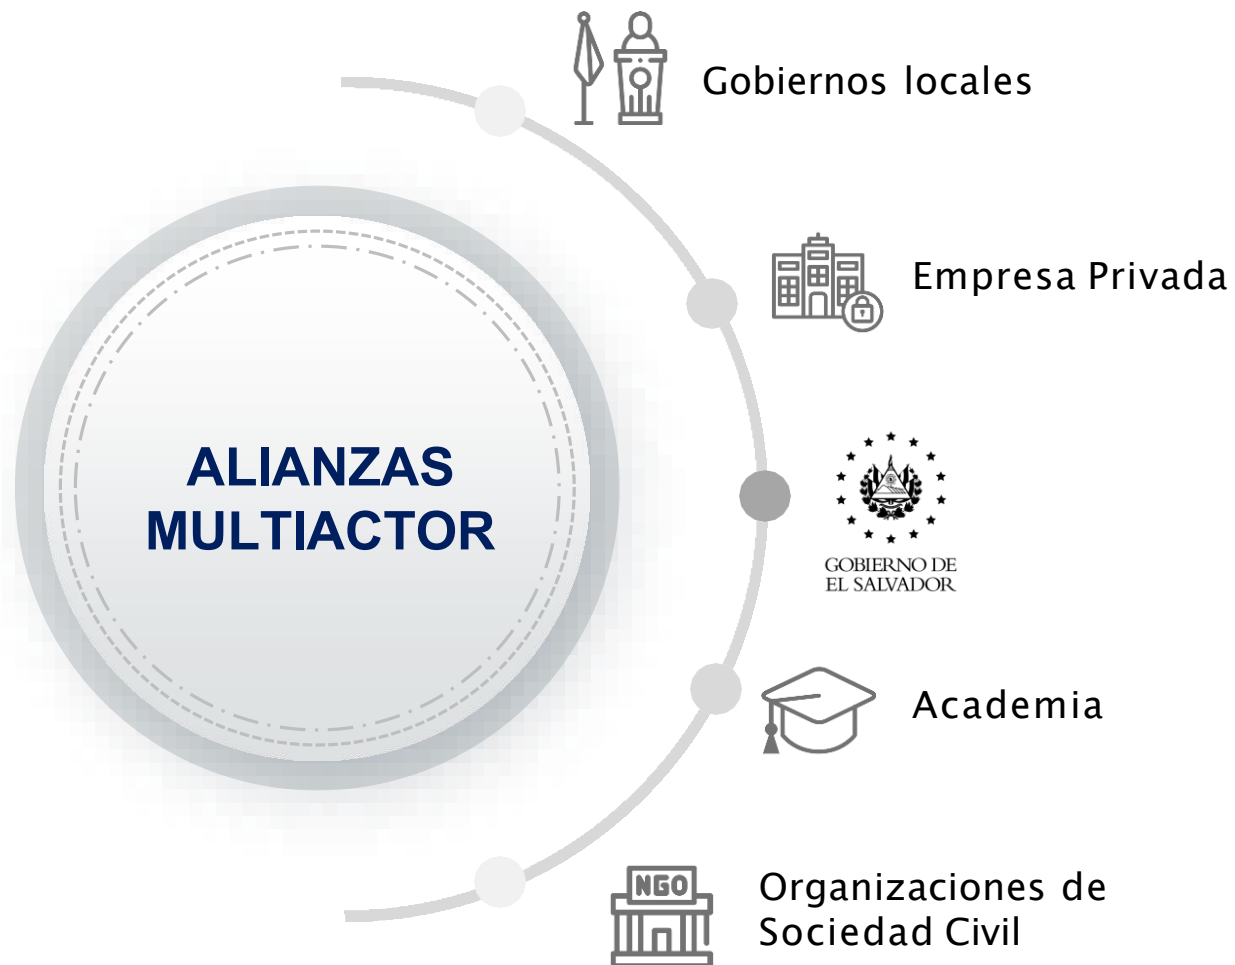 Gobiernos locales
Empresa Privada
ALIANZAS
MULTIACTOR
GOBIERNO DE
EL SALVADOR
Academia
NGO
Organizaciones de
Sociedad Civil